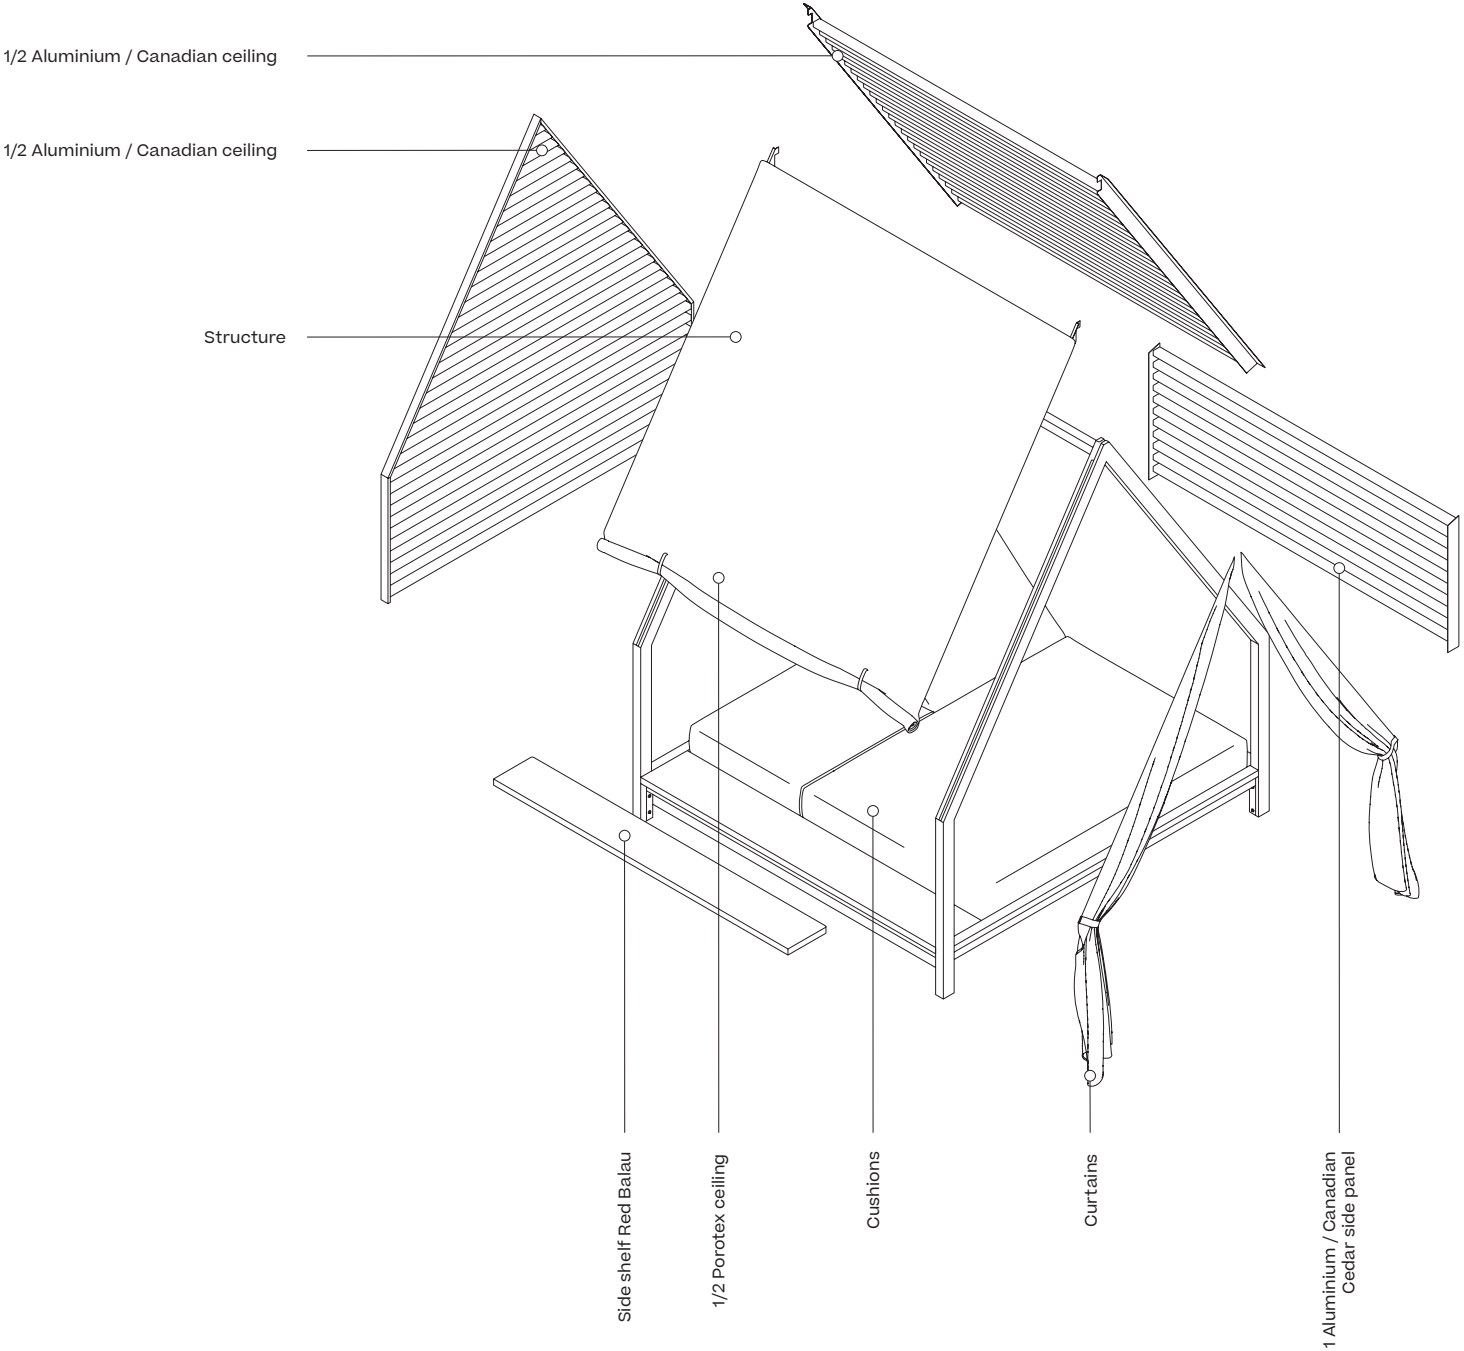 1/2 Aluminium / Canadian ceiling
1/2 Aluminium / Canadian ceiling
Structure
Side shelf Red Balau
1/2 Porotex ceiling
Cushions
Curtains
1 Aluminium / Canadian
Cedar side panel